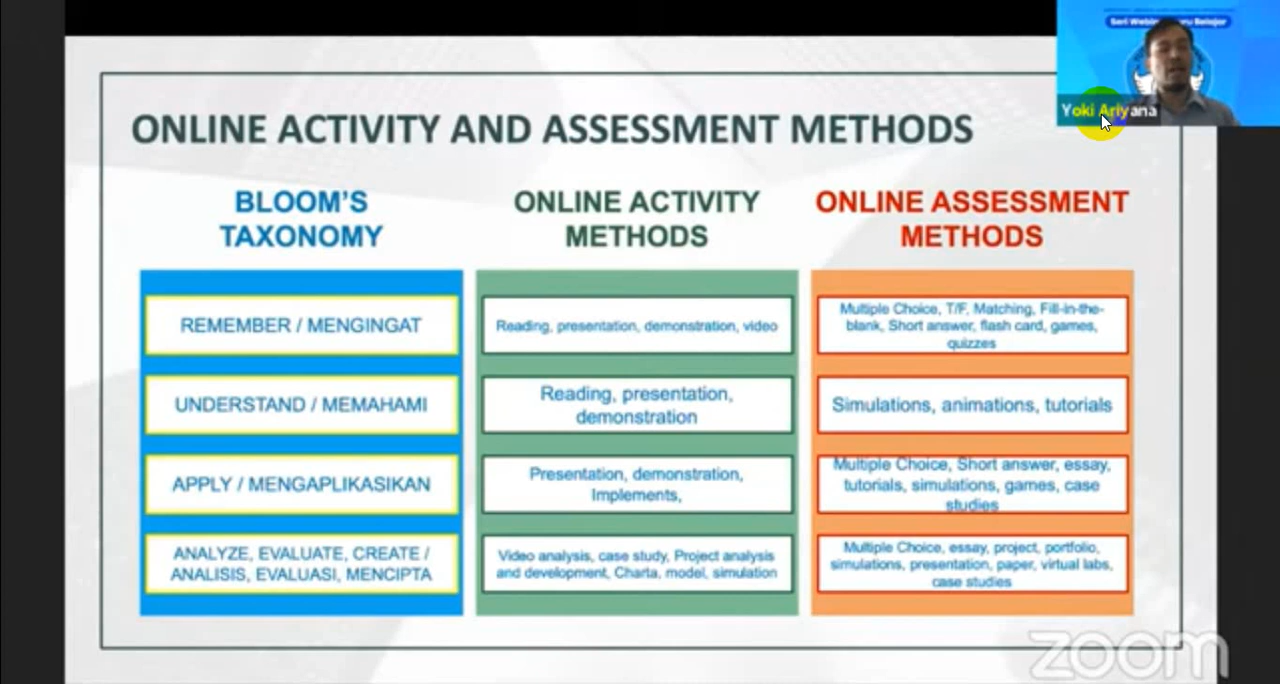 Seri Webinar Guru Belajar
Yoki Ariyana
ONLINE ACTIVITY AND ASSESSMENT METHODS
BLOOM'S
TAXONOMY
ONLINE ACTIVITY
METHODS
ONLINE ASSESSMENT
METHODS
REMEMBER / MENGINGAT
Reading, presentation, demonstration, video
Multiple Choice, T/F, Matching, Fill-in-the-
blank, Short answer, flash card, games,
quizzes
UNDERSTAND / MEMAHAMI
Reading, presentation,
demonstration
Simulations, animations, tutorials
APPLY / MENGAPLIKASIKAN
Presentation, demonstration,
Implements,
Multiple Choice, Short answer, essay,
tutorials, simulations, games, case
studies
ANALYZE, EVALUATE, CREATE /
ANALISIS, EVALUASI, MENCIPTA
Video analysis, case study, Project analysis
and development, Charta, model, simulation
Multiple Choice, essay, project, portfolio,
simulations, presentation, paper, virtual labs,
case studies
zoom